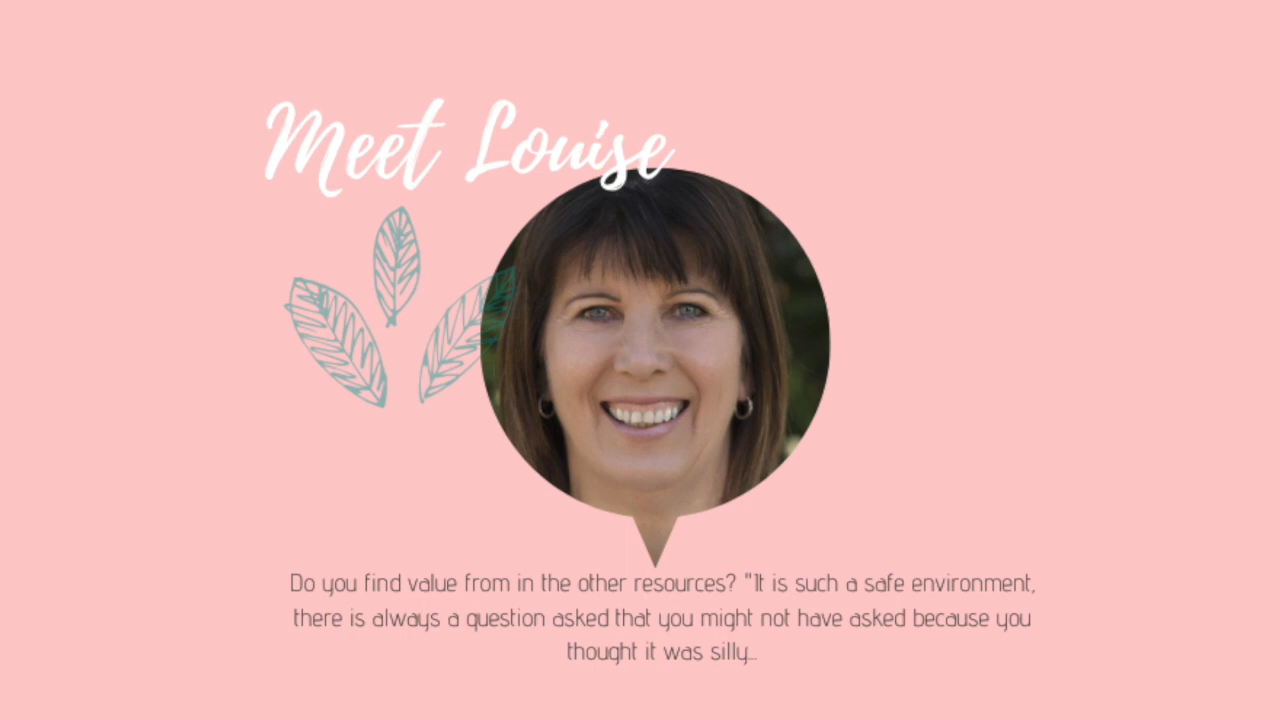 Meet Louise
Do you find value from in the other resources? "It is such a safe environment,
there is always a question asked that you might not have asked because you
thought it was silly...